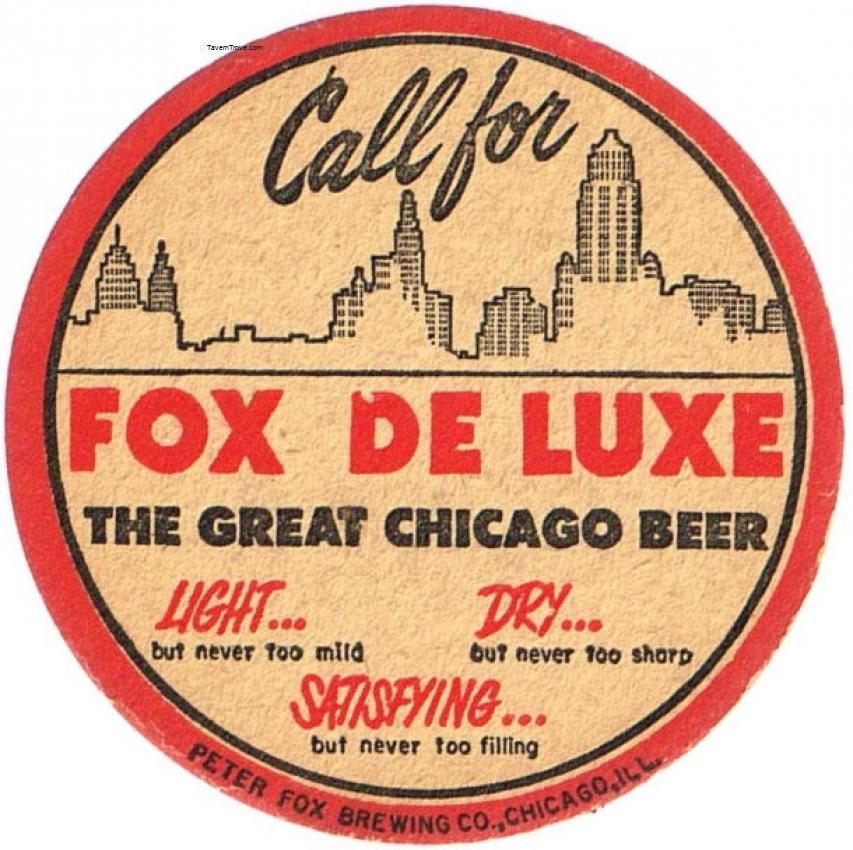 TavernTrove.com
Call for
FOX DE LUXE
THE GREAT CHICAGO BEER
LIGHT... DRY...
but never too mild but never too sharp
SATISFYING...
but never too filling
PETER FOX BREWING CO., CHICAGO, ILL.